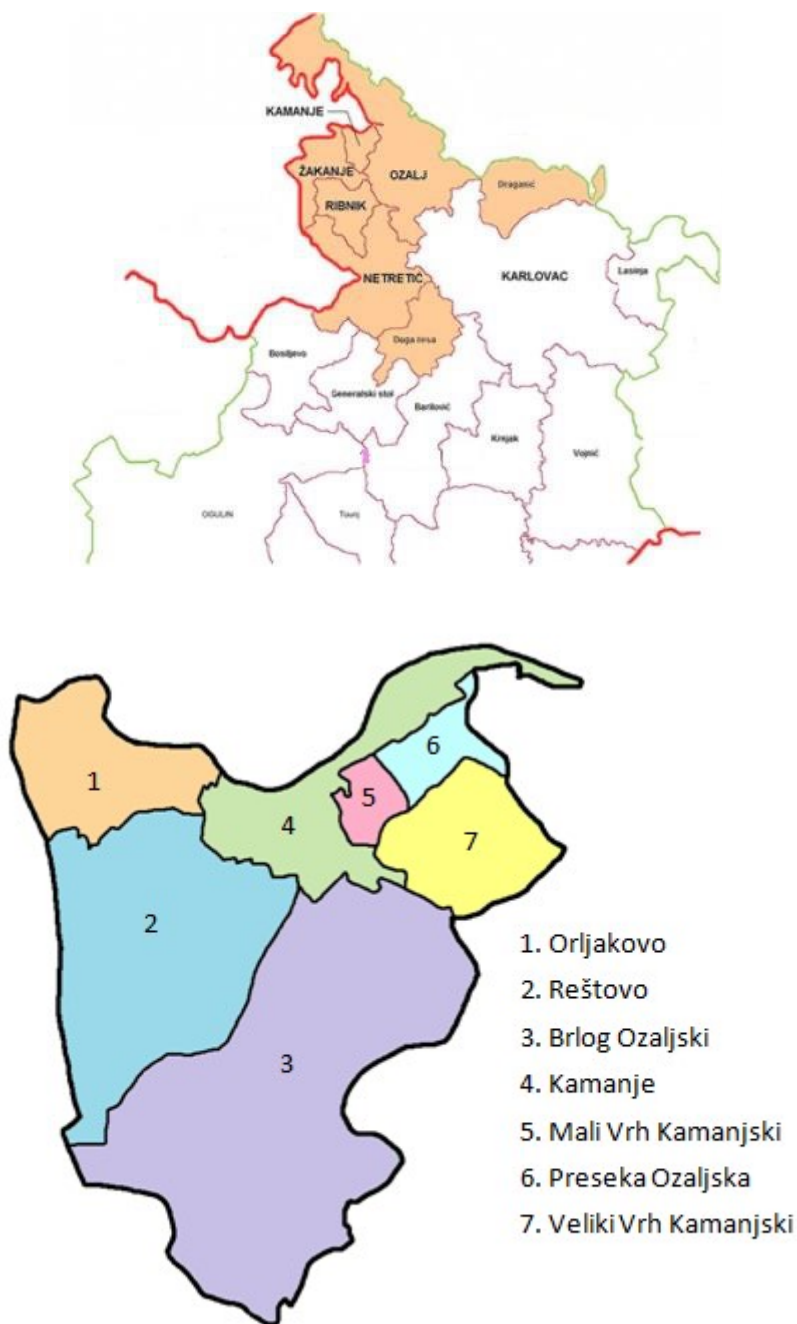 KAMANJE
ŽAKANJE
OZALJ
RIBNIK
Draganić
NETRETIĆ
KARLOVAC
Lasinja
Bosiljevo
Generalski stol
Barilović
Krnjak
Vojnić
OGULIN
1
6
5
4
7
2
3
1. Orljakovo
2. Reštovo
3. Brlog Ozaljski
4. Kamanje
5. Mali Vrh Kamanjski
6. Preseka Ozaljska
7. Veliki Vrh Kamanjski